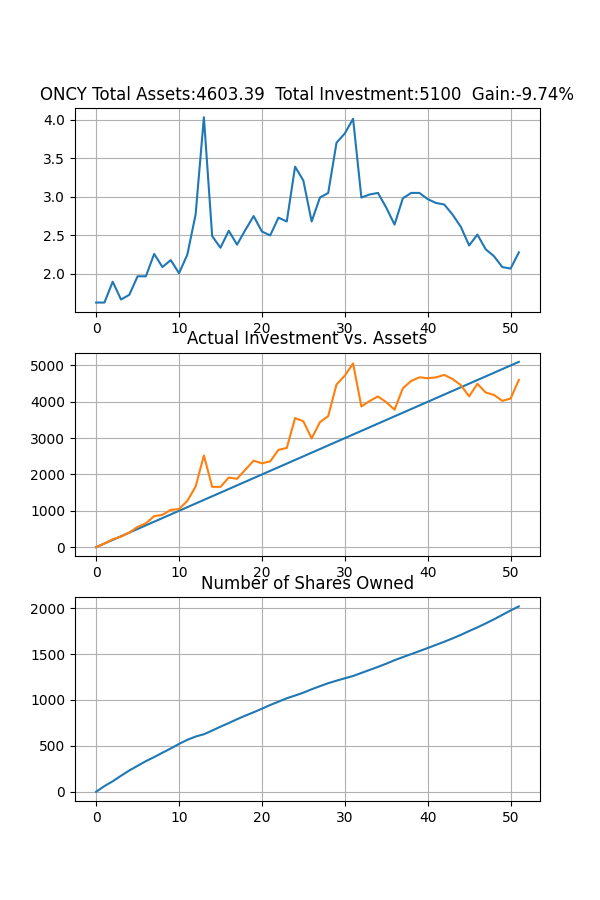 ONCY Total Assets:4603.39  Total Investment:5100  Gain:-9.74%
4.0
3.5
3.0
2.5
2.0
0 10 20 30 40 50
Actual Investment vs. Assets
5000
4000
3000
2000
1000
0
0 10 20 30 40 50
Number of Shares Owned
2000
1500
1000
500
0
0 10 20 30 40 50